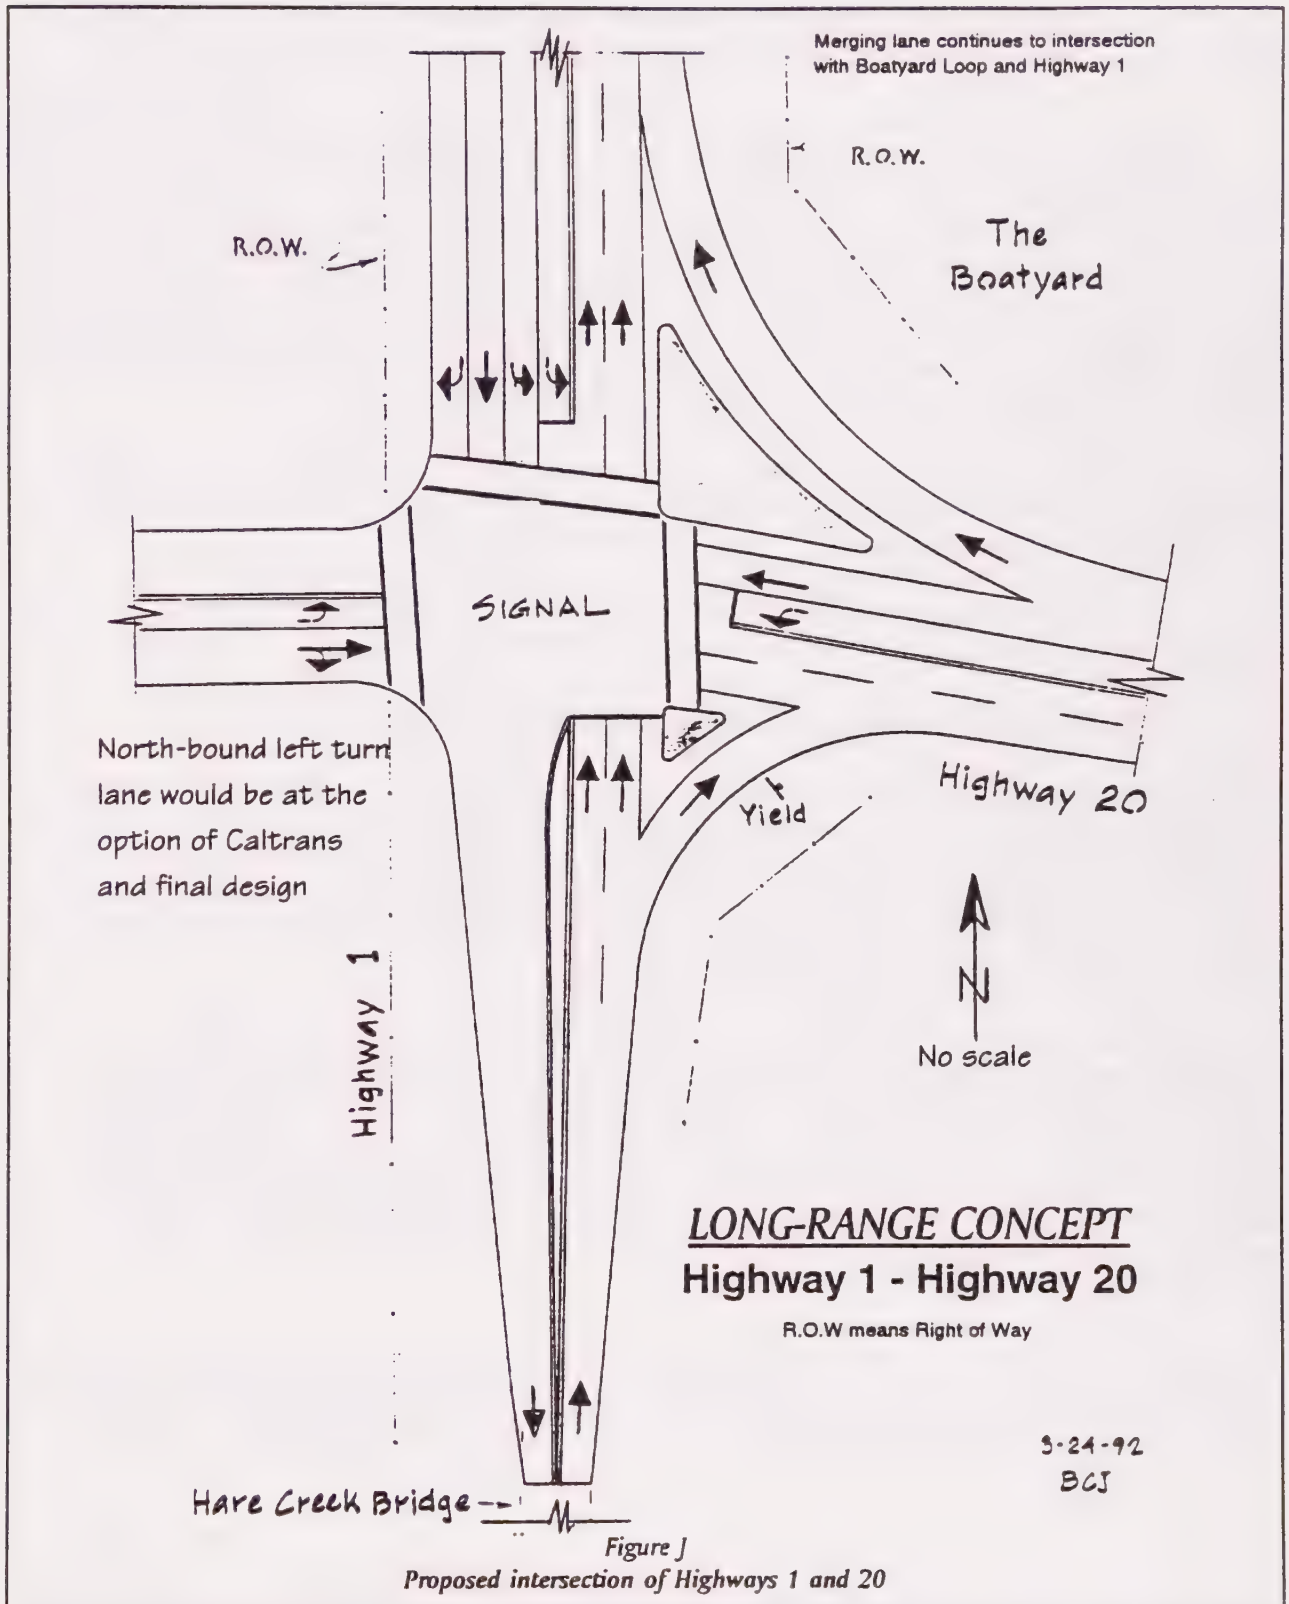 Merging lane continues to intersection
with Boatyard Loop and Highway 1
R.O.W.
R.O.W.
The
Boatyard
SIGNAL
North-bound left turn
lane would be at the
option of Caltrans
and final design
Yield
Highway 20
Highway 1
N
No scale
LONG-RANGE CONCEPT
Highway 1 - Highway 20
R.O.W means Right of Way
3-24-92
BCJ
Hare Creek Bridge
Figure J
Proposed intersection of Highways 1 and 20